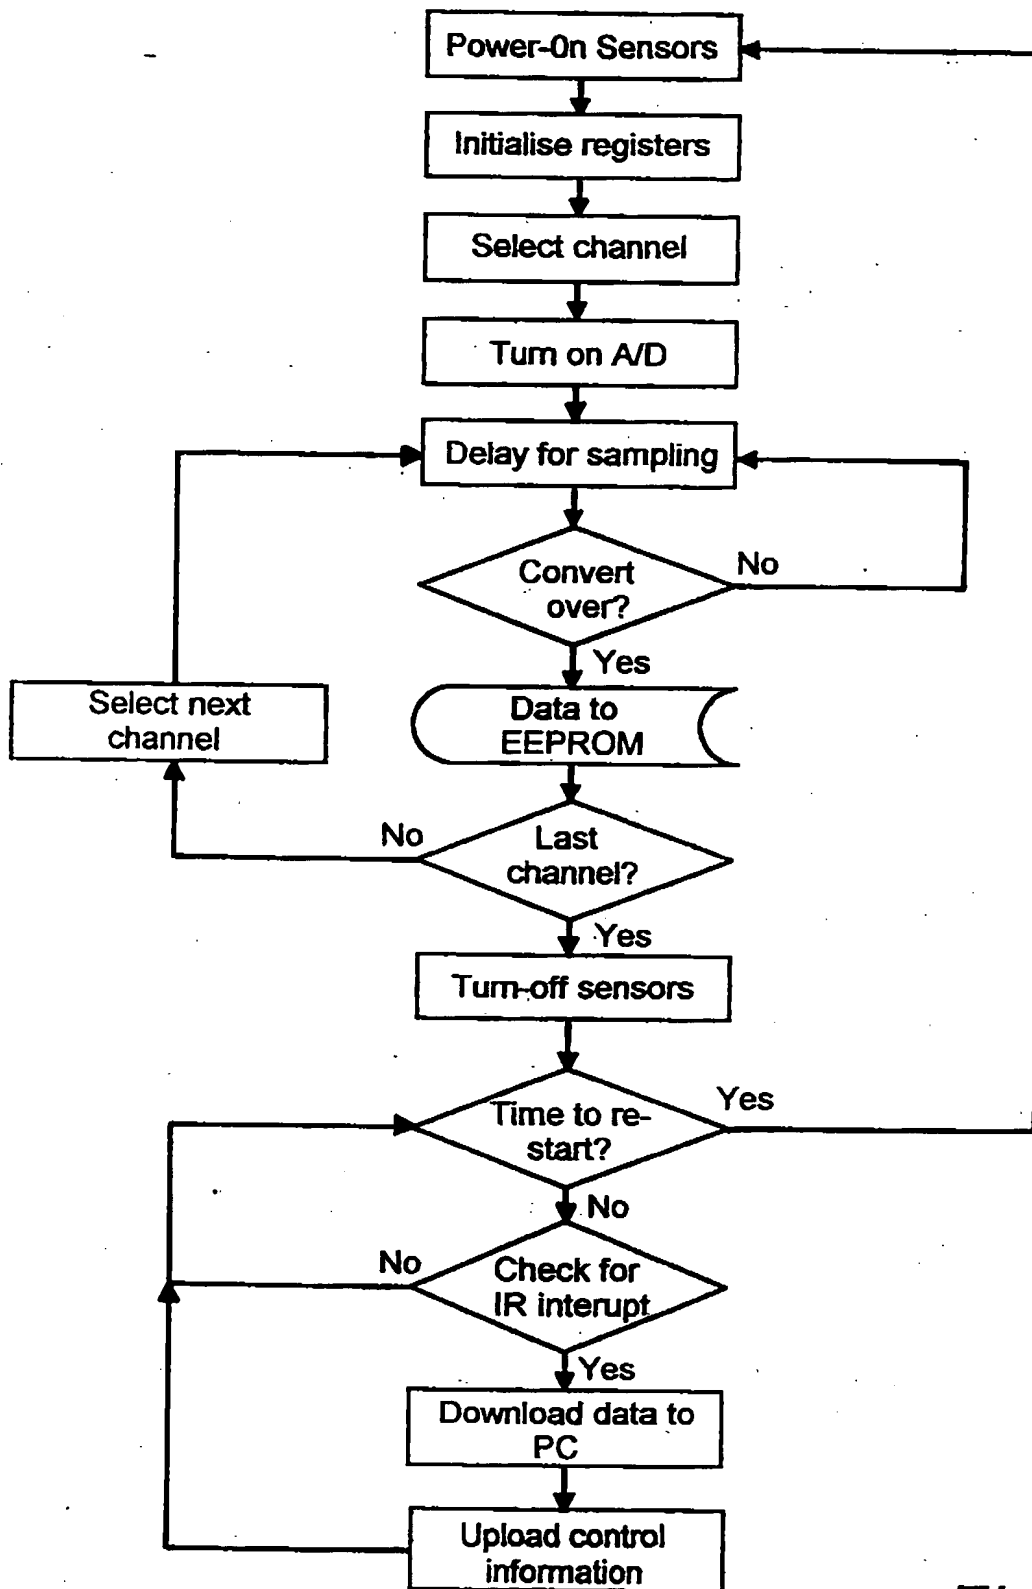 Power-0n Sensors
Initialise registers
Select channel
Turn on A/D
Delay for sampling
Convert
over?
No
Yes
Select next
channel
Data to
EEPROM
No
Last
channel?
Yes
Turn-off sensors
Time to re-
start?
Yes
No
No
Check for
IR interupt
Yes
Download data to
PC
Upload control
information